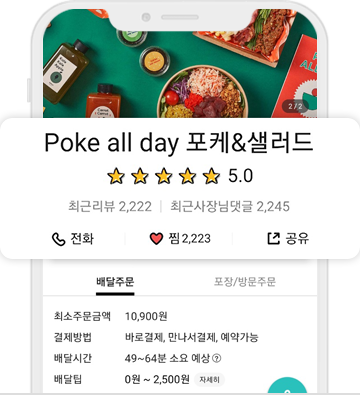 2/2
Poke all day 포케&샐러드
5.0
최근리뷰 2,222 | 최근사장님댓글 2,245
전화
찜 2,223
공유
배달주문 포장/방문주문
최소주문금액 10,900원
결제방법 바로결제, 만나서결제, 예약가능
배달시간 49~64분 소요 예상 ?
배달팁 0원 ~ 2,500원 자세히